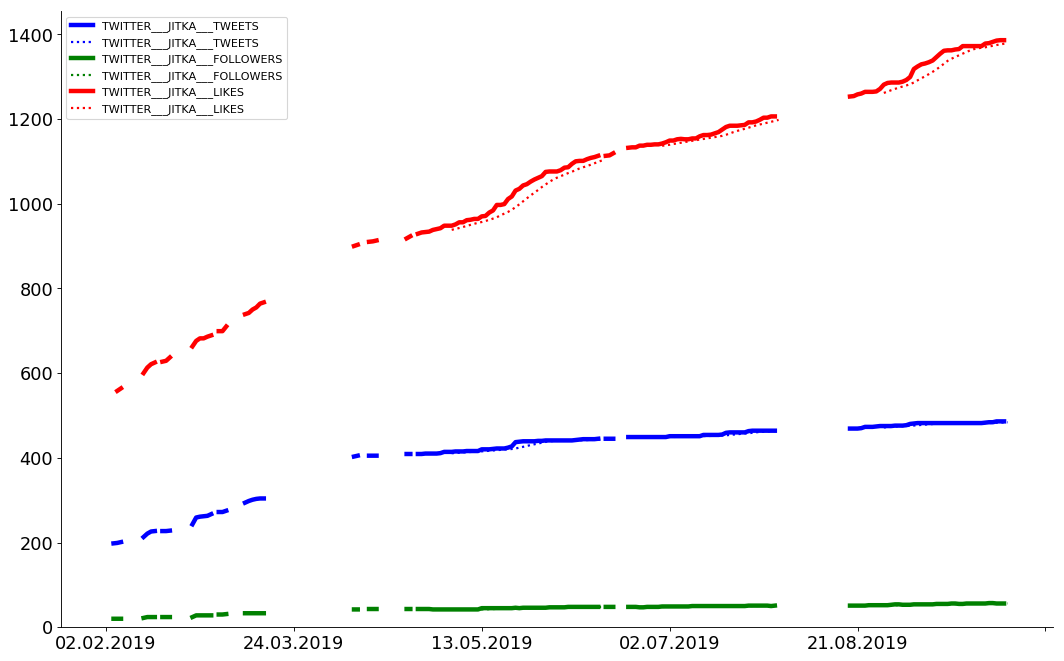 TWITTER___JITKA___TWEETS
TWITTER___JITKA___TWEETS
TWITTER___JITKA___FOLLOWERS
TWITTER___JITKA___FOLLOWERS
TWITTER___JITKA___LIKES
TWITTER___JITKA___LIKES
1400
1200
1000
800
600
400
200
0
02.02.2019 24.03.2019 13.05.2019 02.07.2019 21.08.2019